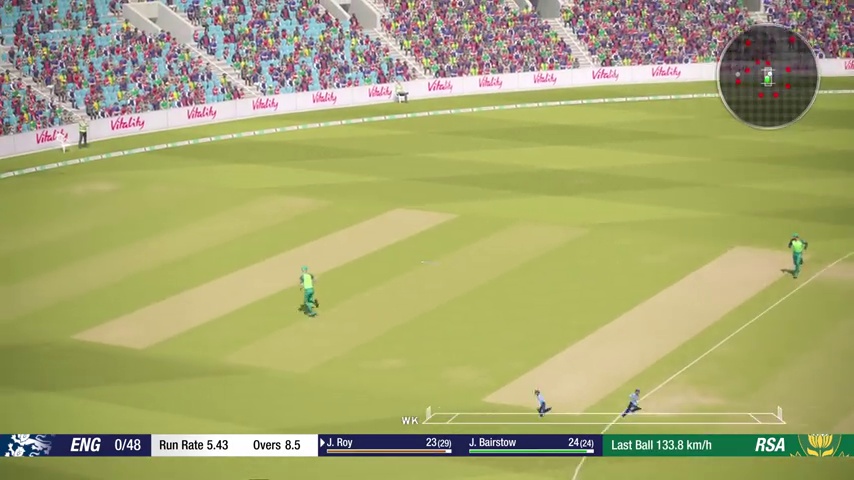 Vitality Vitality Vitality Vitality Vitality Vitality Vitality Vitality Vitality Vitality
WK
ENG 0/48 Run Rate 5.43 Overs 8.5 J. Roy 23(29) J. Bairstow 24(24) Last Ball 133.8 km/h RSA